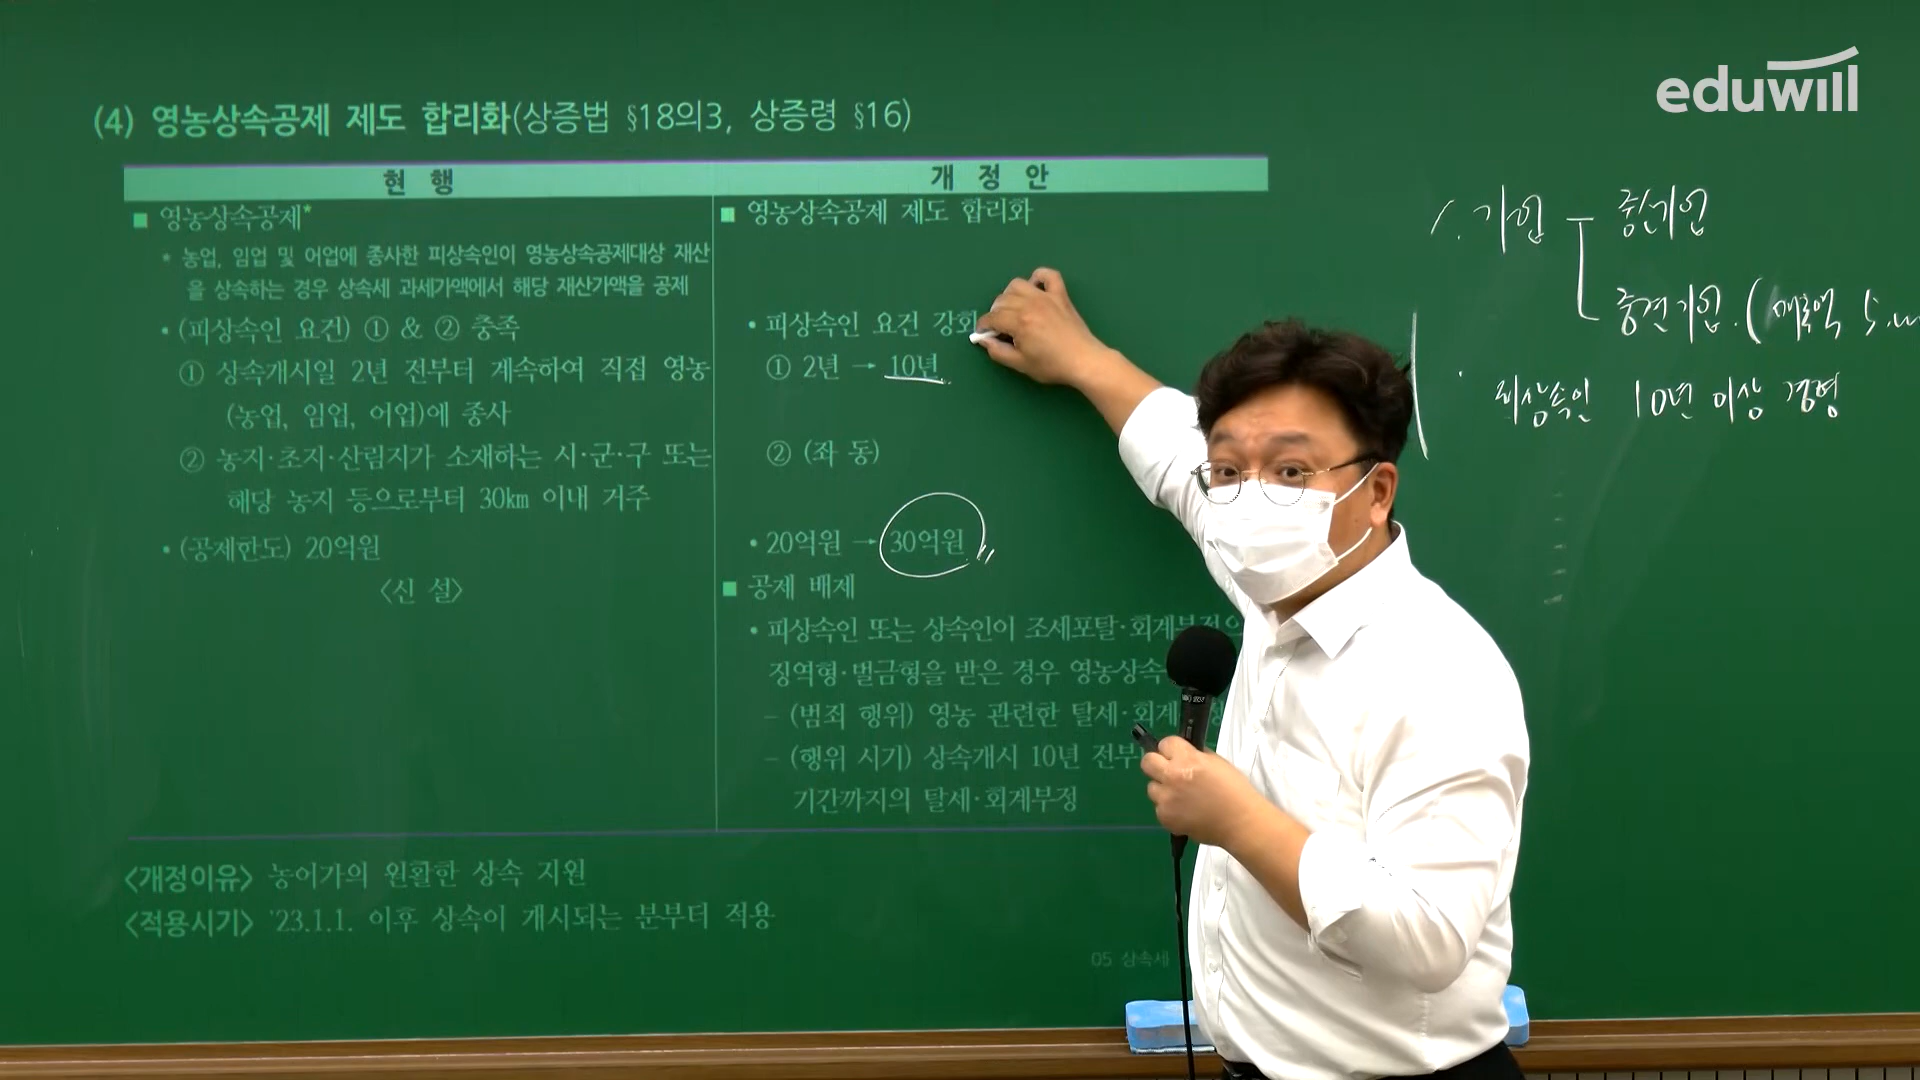 eduwill
(4) 영농상속공제 제도 합리화(상증법 §18의3, 상증령 §16)
현 행
■ 영농상속공제*
* 농업, 임업 및 어업에 종사한 피상속인이 영농상속공제대상 재산
을 상속하는 경우 상속세 과세가액에서 해당 재산가액을 공제
• (피상속인 요건) ① & ② 충족
① 상속개시일 2년 전부터 계속하여 직접 영농
(농업, 임업, 어업)에 종사
② 농지·초지·산림지가 소재하는 시·군·구 또는
해당 농지 등으로부터 30㎞ 이내 거주
• (공제한도) 20억원
<신 설>
개 정 안
■ 영농상속공제 제도 합리화
• 피상속인 요건 강화
① 2년 → 10년
② (좌 동)
• 20억원 → 30억원
■ 공제 배제
• 피상속인 또는 상속인이 조세포탈·회계부정으
징역형·벌금형을 받은 경우 영농상속
- (범죄 행위) 영농 관련한 탈세·회계
- (행위 시기) 상속개시 10년 전부
기간까지의 탈세·회계부정
<개정이유> 농어가의 원활한 상속 지원
<적용시기> '23.1.1. 이후 상속이 개시되는 분부터 적용
05 상속세
1. 가업
중소기업
중견기업. (매출액 5
피상속인 10년 이상 경영